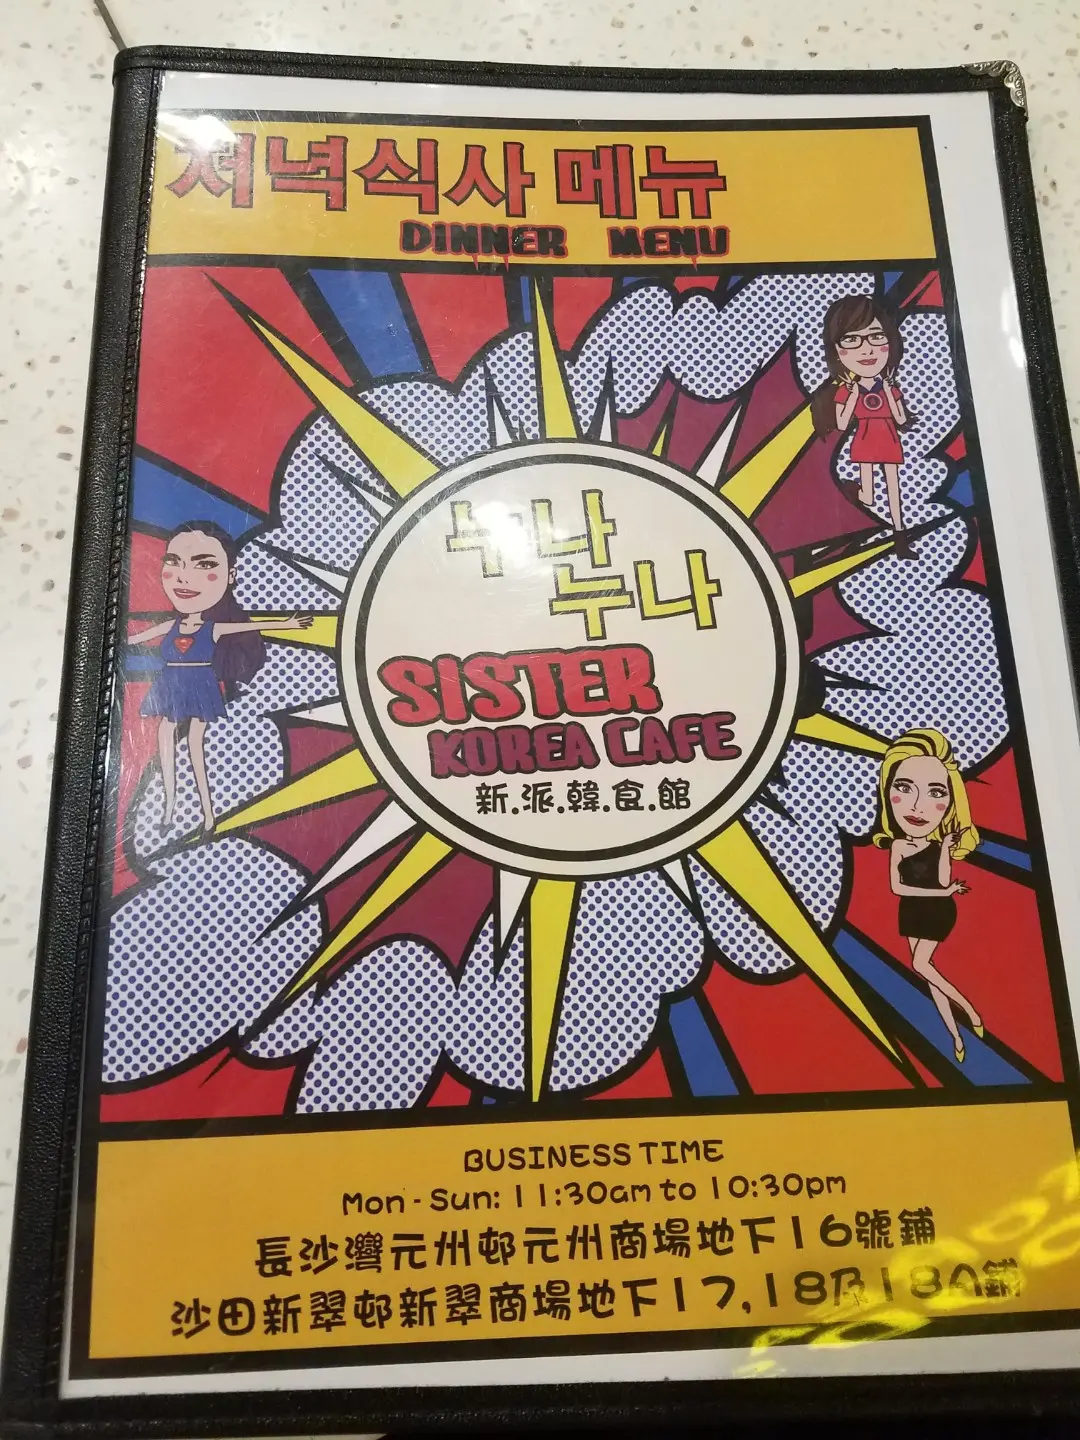 저녁식사 메뉴
DINNER MENU
누나
누나
SISTER
KOREA CAFE
新.派.韓.食.館
BUSINESS TIME
Mon - Sun: 11:30am to 10:30pm
長沙灣元州邨元州商場地下16號鋪
沙田新翠邨新翠商場地下17,18及18A鋪